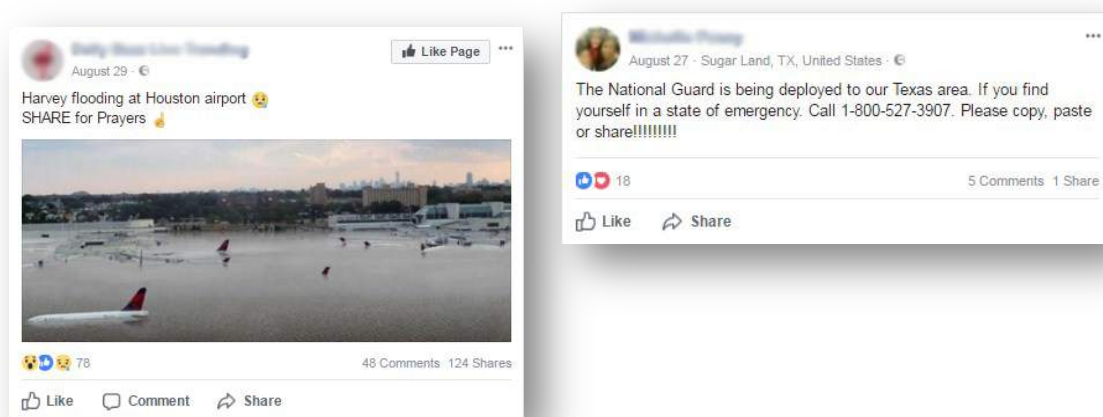 Like Page
August 29
Harvey flooding at Houston airport
SHARE for Prayers
78
48 Comments 124 Shares
Like Comment Share
August 27 · Sugar Land, TX, United States
The National Guard is being deployed to our Texas area. If you find
yourself in a state of emergency. Call 1-800-527-3907. Please copy, paste
or share!!!!!!!!!
18
5 Comments 1 Share
Like Share